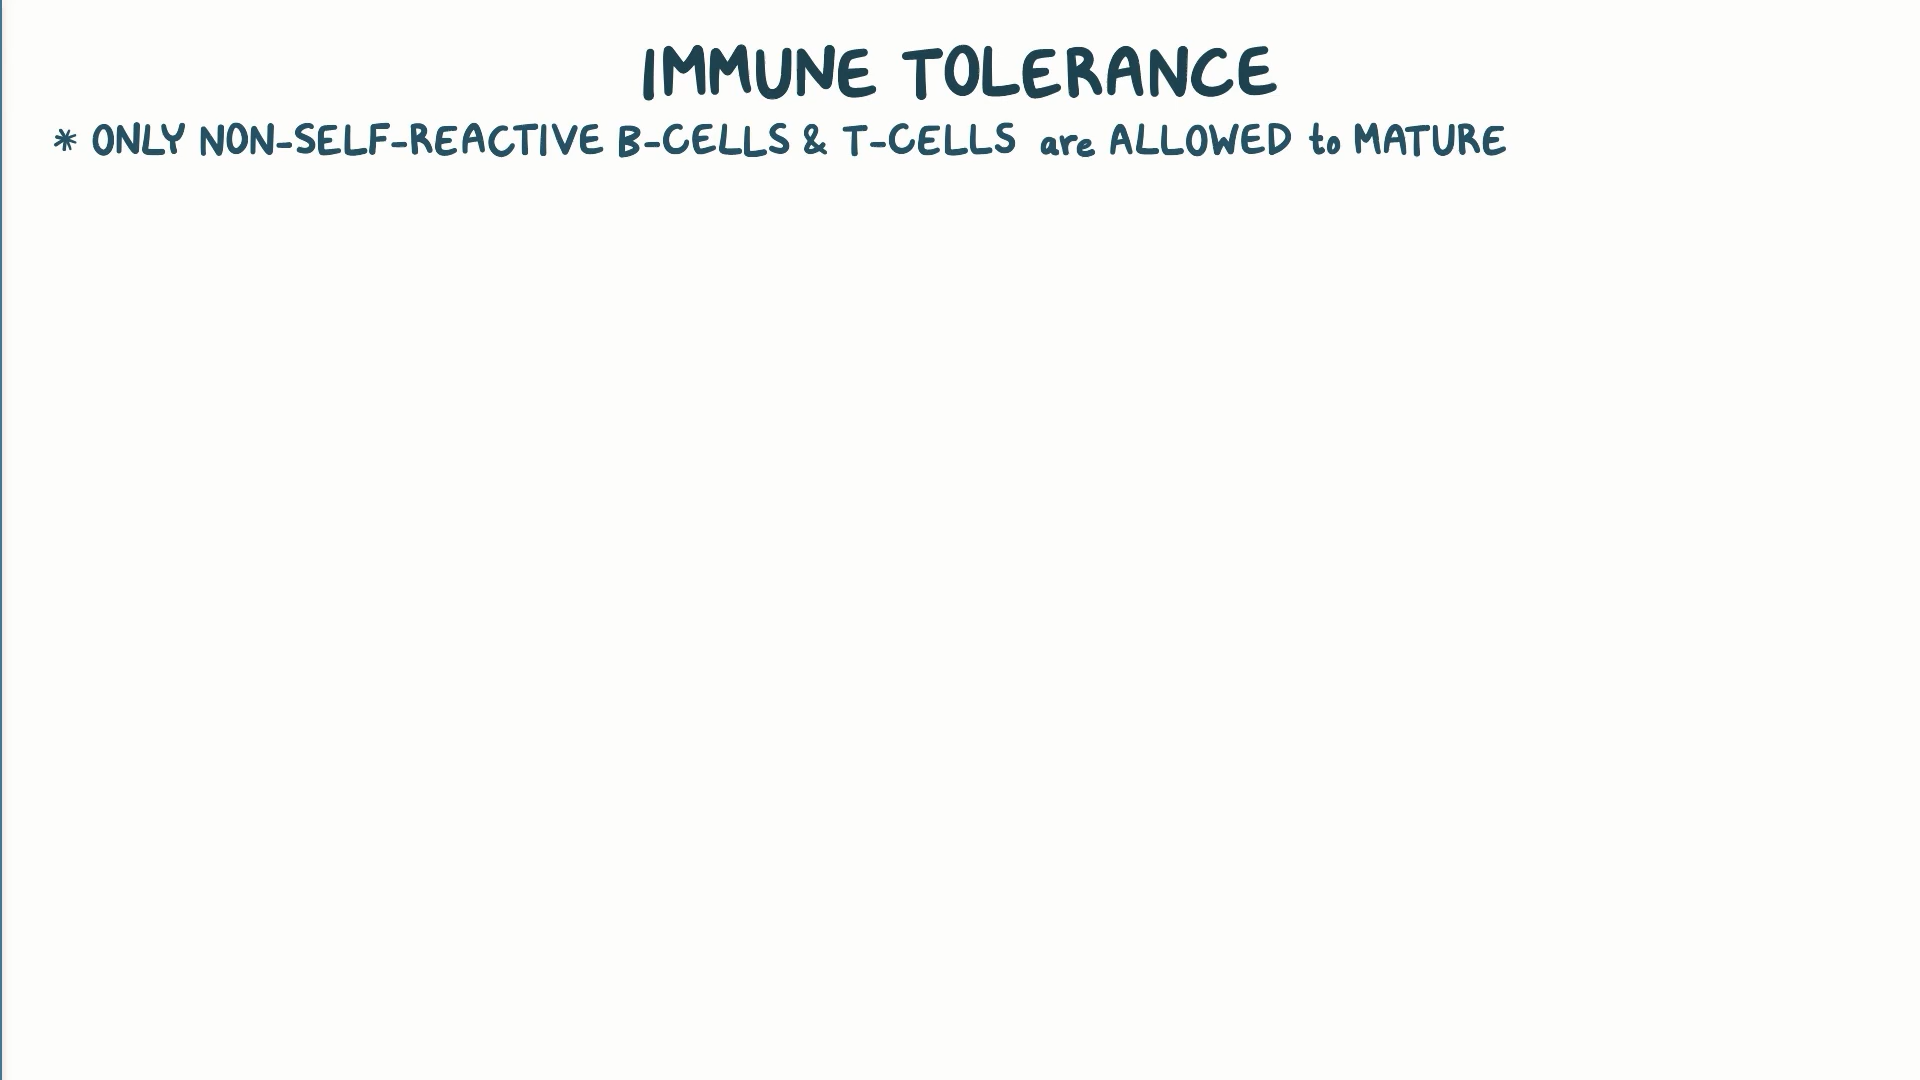 IMMUNE TOLERANCE
* ONLY NON-SELF-REACTIVE B-CELLS & T-CELLS are ALLOWED to MATURE